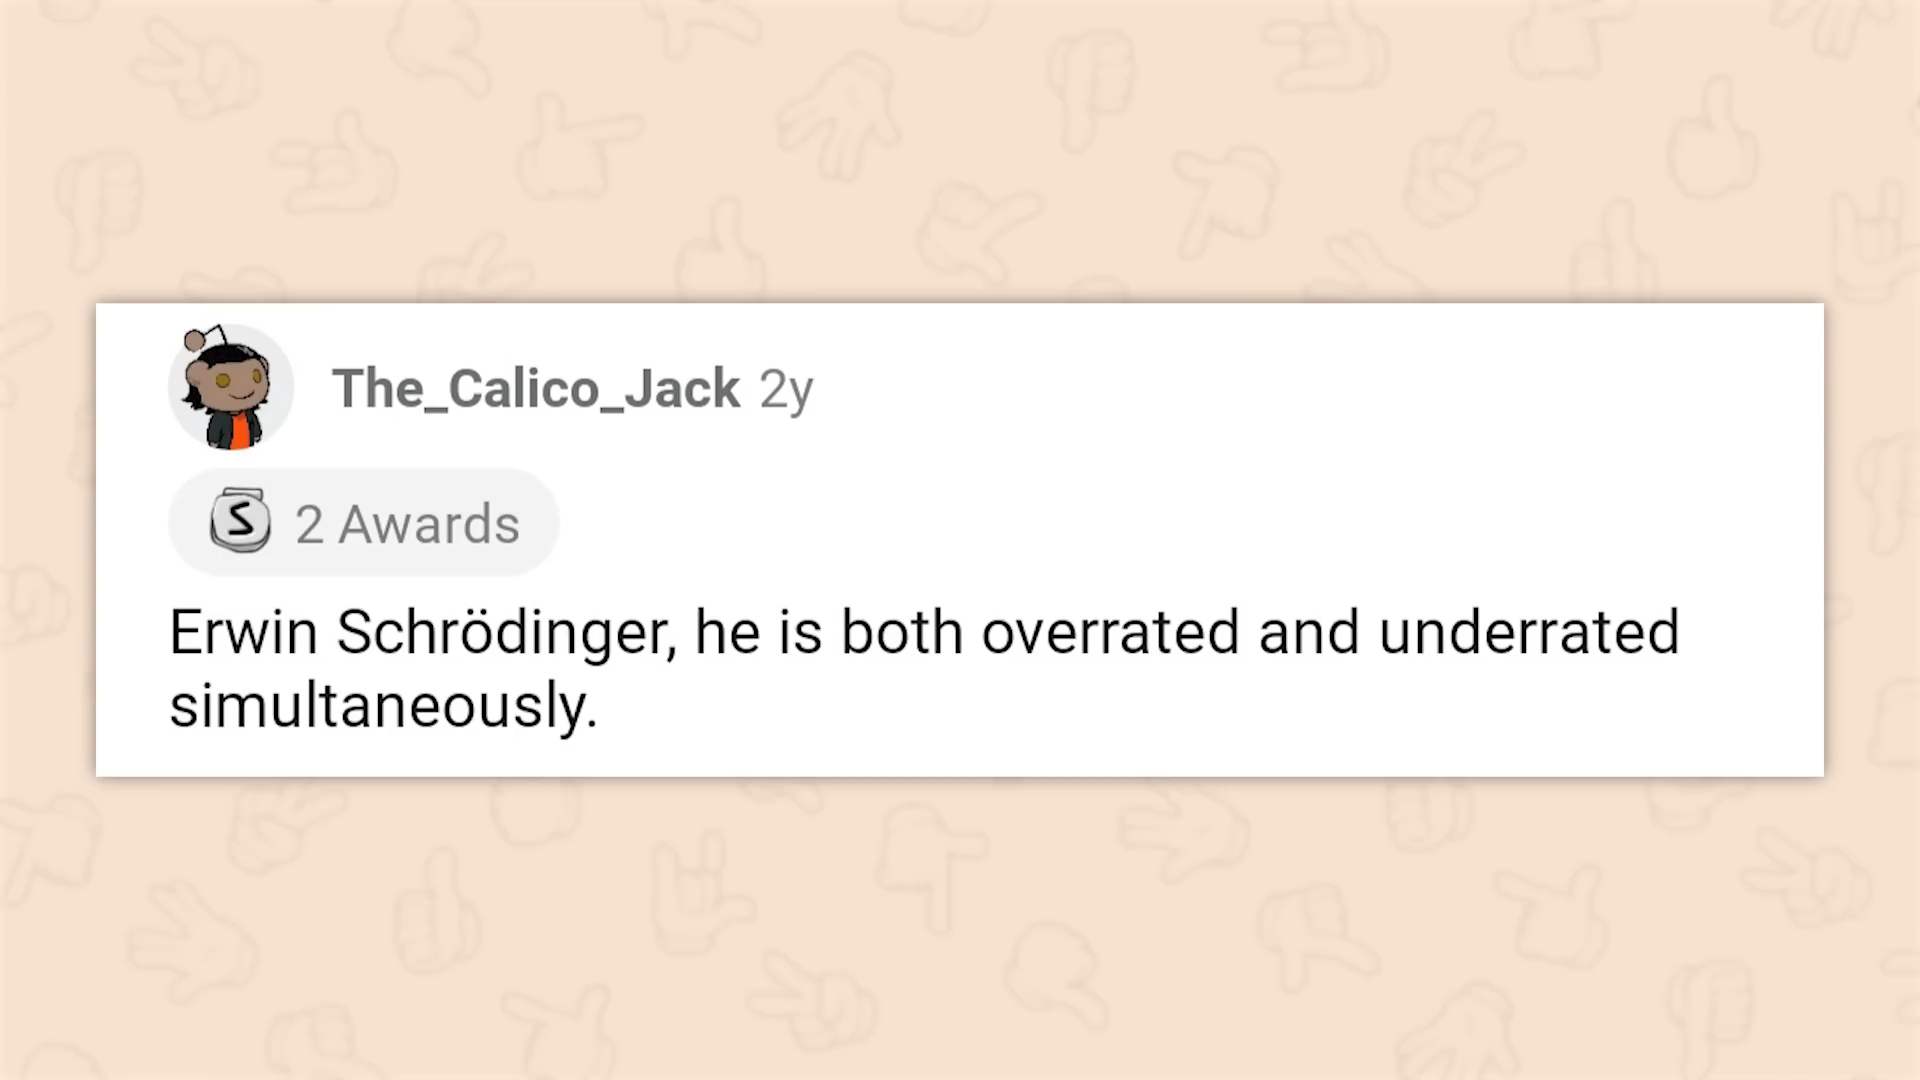 The_Calico_Jack 2y
S 2 Awards
Erwin Schrödinger, he is both overrated and underrated
simultaneously.